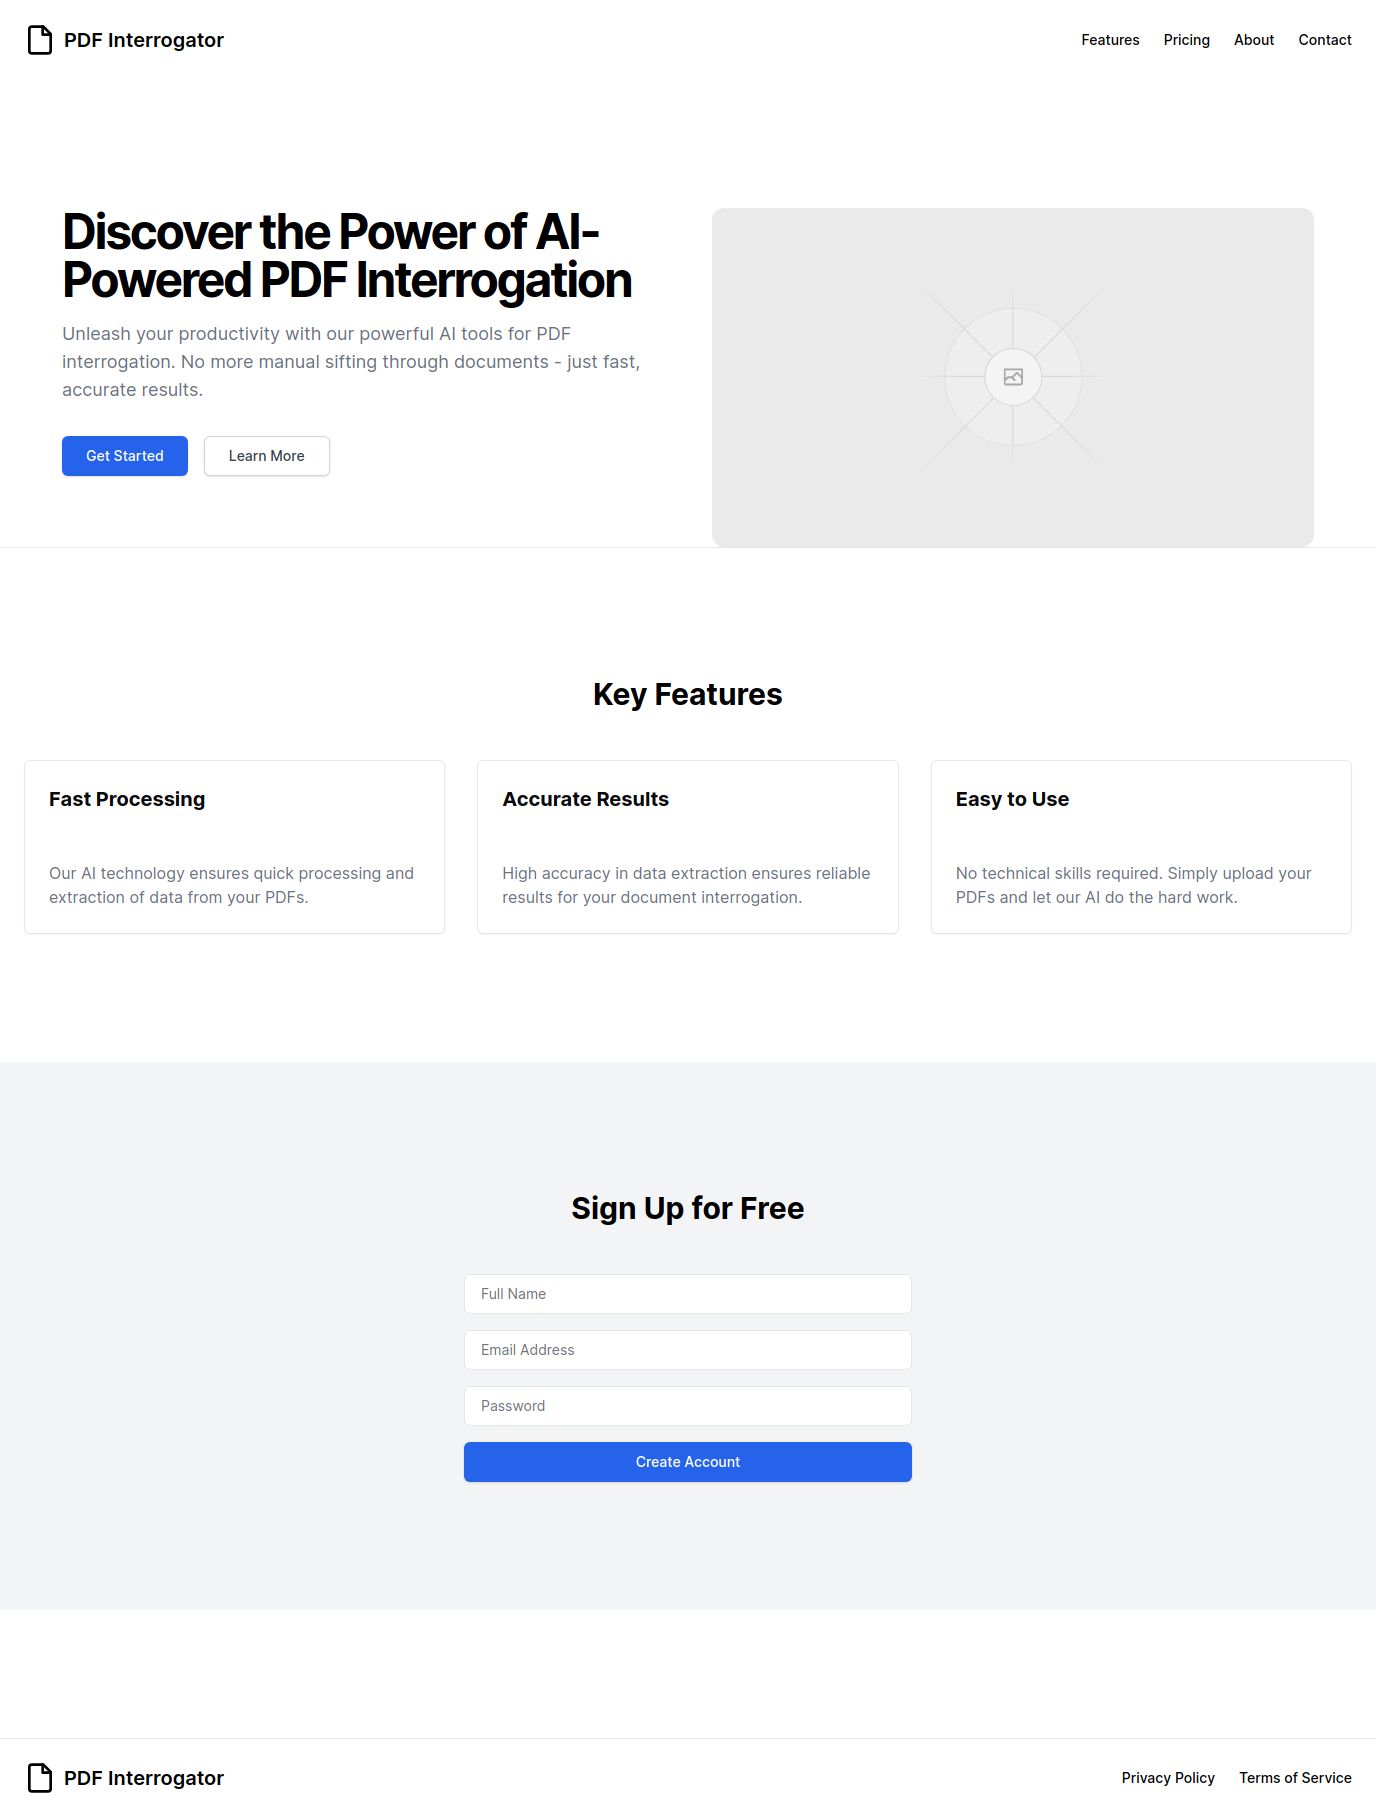 PDF Interrogator
Features
Pricing
About
Contact
Discover the Power of AI-
Powered PDF Interrogation
Unleash your productivity with our powerful AI tools for PDF
interrogation. No more manual sifting through documents - just fast,
accurate results.
Get Started
Learn More
Key Features
Fast Processing
Our AI technology ensures quick processing and
extraction of data from your PDFs.
Accurate Results
High accuracy in data extraction ensures reliable
results for your document interrogation.
Easy to Use
No technical skills required. Simply upload your
PDFs and let our AI do the hard work.
Sign Up for Free
Full Name
Email Address
Password
Create Account
PDF Interrogator
Privacy Policy
Terms of Service